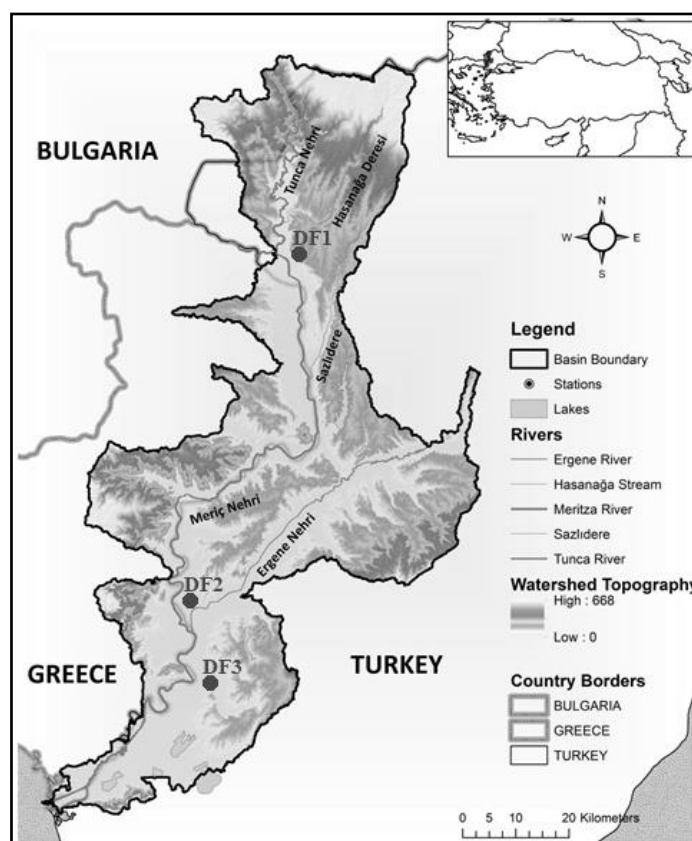 BULGARIA
Tunca Nehri
Hasanağa Deresi
DF1
N
W
E
S
Sazlıdere
Meriç Nehri
Ergene Nehri
DF2
GREECE
DF3
TURKEY
Legend
Basin Boundary
Stations
Lakes
Rivers
Ergene River
Hasanağa Stream
Meritza River
Sazlıdere
Tunca River
Watershed Topography
High : 668
Low : 0
Country Borders
BULGARIA
GREECE
TURKEY
0 5 10 20 Kilometers